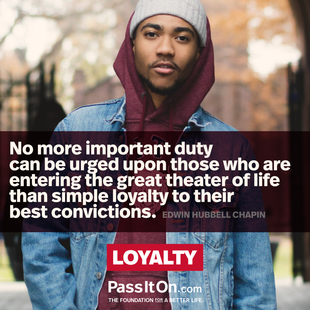 No more important duty
can be urged upon those who are
entering the great theater of life
than simple loyalty to their
best convictions. EDWIN HUBBELL CHAPIN
LOYALTY
PassItOn.com
THE FOUNDATION FOR A BETTER LIFE.